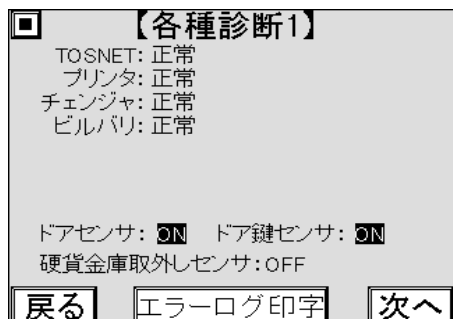 【各種診断1】
TOSNET: 正常
プリンタ: 正常
チェンジャ: 正常
ビルバリ: 正常
ドアセンサ: ON ドア鍵センサ: ON
硬貨金庫取外しセンサ:OFF
戻る エラーログ印字 次へ